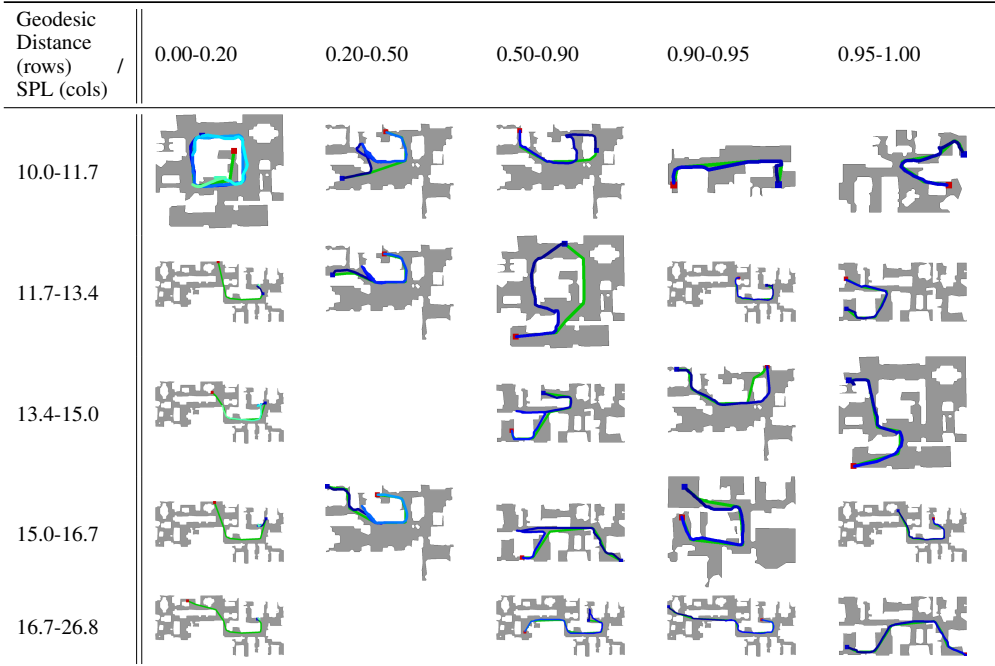 Geodesic
Distance
(rows) /
SPL (cols)
0.00-0.20 0.20-0.50 0.50-0.90 0.90-0.95 0.95-1.00
10.0-11.7
11.7-13.4
13.4-15.0
15.0-16.7
16.7-26.8